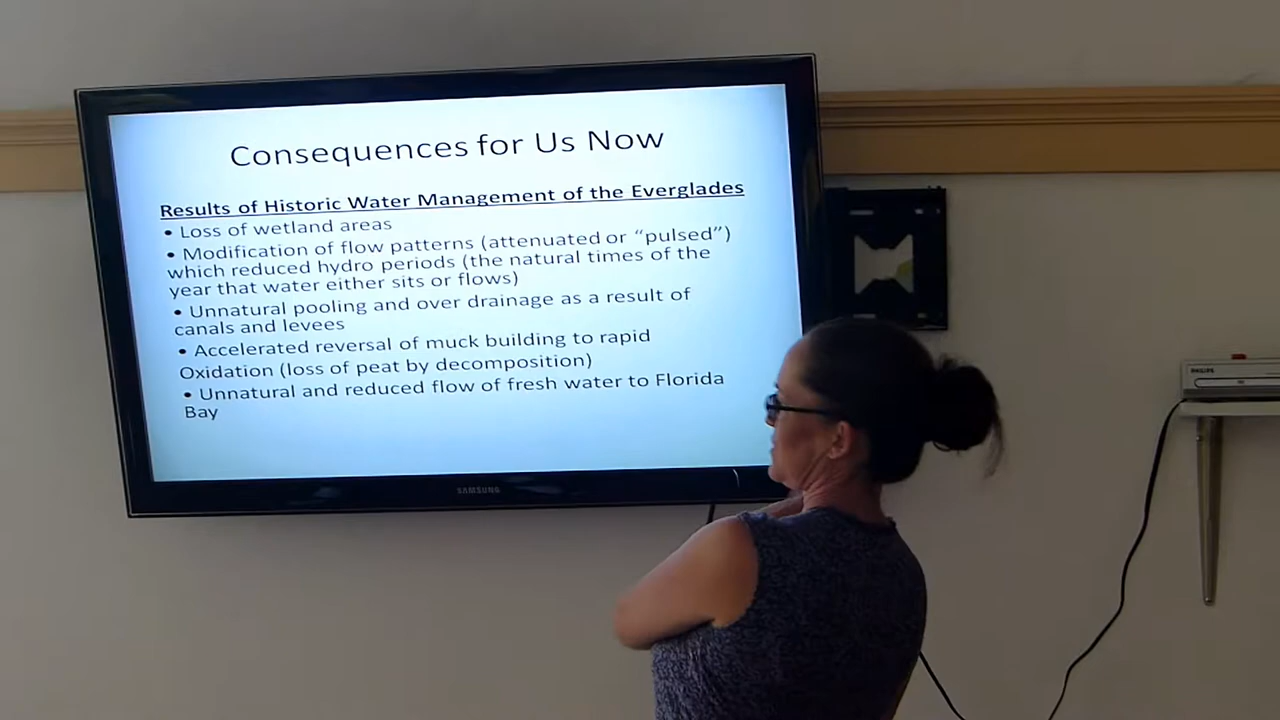 Consequences for Us Now
Results of Historic Water Management of the Everglades
• Loss of wetland areas
• Modification of flow patterns (attenuated or “pulsed”)
which reduced hydro periods (the natural times of the
year that water either sits or flows)
• Unnatural pooling and over drainage as a result of
canals and levees
• Accelerated reversal of muck building to rapid
Oxidation (loss of peat by decomposition)
• Unnatural and reduced flow of fresh water to Florida
Bay
SAMSUNG
PHILIPS